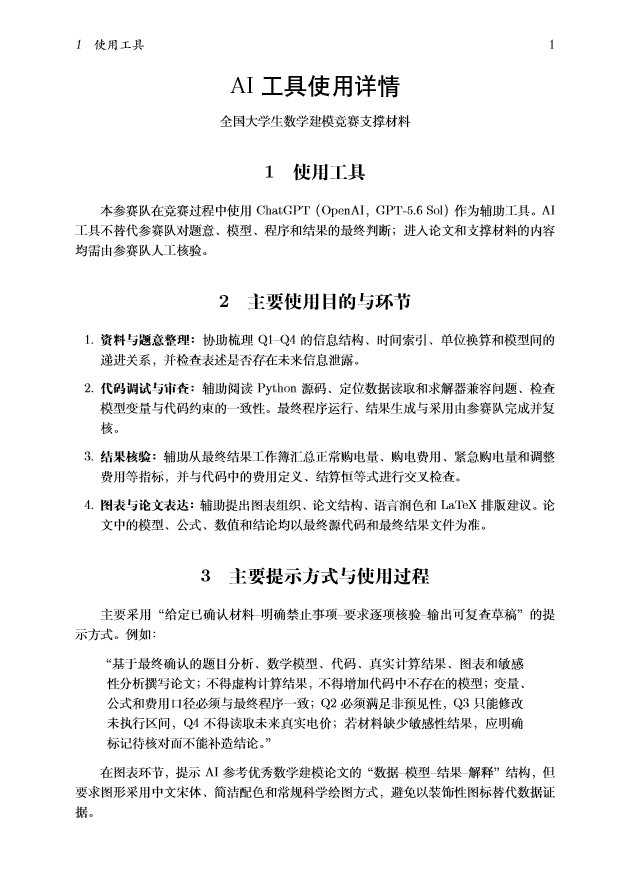 1 使用工具 1
AI 工具使用详情
全国大学生数学建模竞赛支撑材料
1 使用工具
本参赛队在竞赛过程中使用 ChatGPT（OpenAI，GPT-5.6 Sol）作为辅助工具。AI
工具不替代参赛队对题意、模型、程序和结果的最终判断；进入论文和支撑材料的内容
均需由参赛队人工核验。
2 主要使用目的与环节
1. 资料与题意整理：协助梳理 Q1–Q4 的信息结构、时间索引、单位换算和模型间的
递进关系，并检查表述是否存在未来信息泄露。
2. 代码调试与审查：辅助阅读 Python 源码、定位数据读取和求解器兼容问题、检查
模型变量与代码约束的一致性。最终程序运行、结果生成与采用由参赛队完成并复
核。
3. 结果核验：辅助从最终结果工作簿汇总正常购电量、购电费用、紧急购电量和调整
费用等指标，并与代码中的费用定义、结算恒等式进行交叉检查。
4. 图表与论文表达：辅助提出图表组织、论文结构、语言润色和 LaTeX 排版建议。论
文中的模型、公式、数值和结论均以最终源代码和最终结果文件为准。
3 主要提示方式与使用过程
主要采用“给定已确认材料–明确禁止事项–要求逐项核验–输出可复查草稿”的提
示方式。例如：
“基于最终确认的题目分析、数学模型、代码、真实计算结果、图表和敏感
性分析撰写论文；不得虚构计算结果，不得增加代码中不存在的模型；变量、
公式和费用口径必须与最终程序一致；Q2 必须满足非预见性，Q3 只能修改
未执行区间，Q4 不得读取未来真实电价；若材料缺少敏感性结果，应明确
标记待核对而不能补造结论。”
在图表环节，提示 AI 参考优秀数学建模论文的“数据–模型–结果–解释”结构，但
要求图形采用中文宋体、简洁配色和常规科学绘图方式，避免以装饰性图标替代数据证
据。